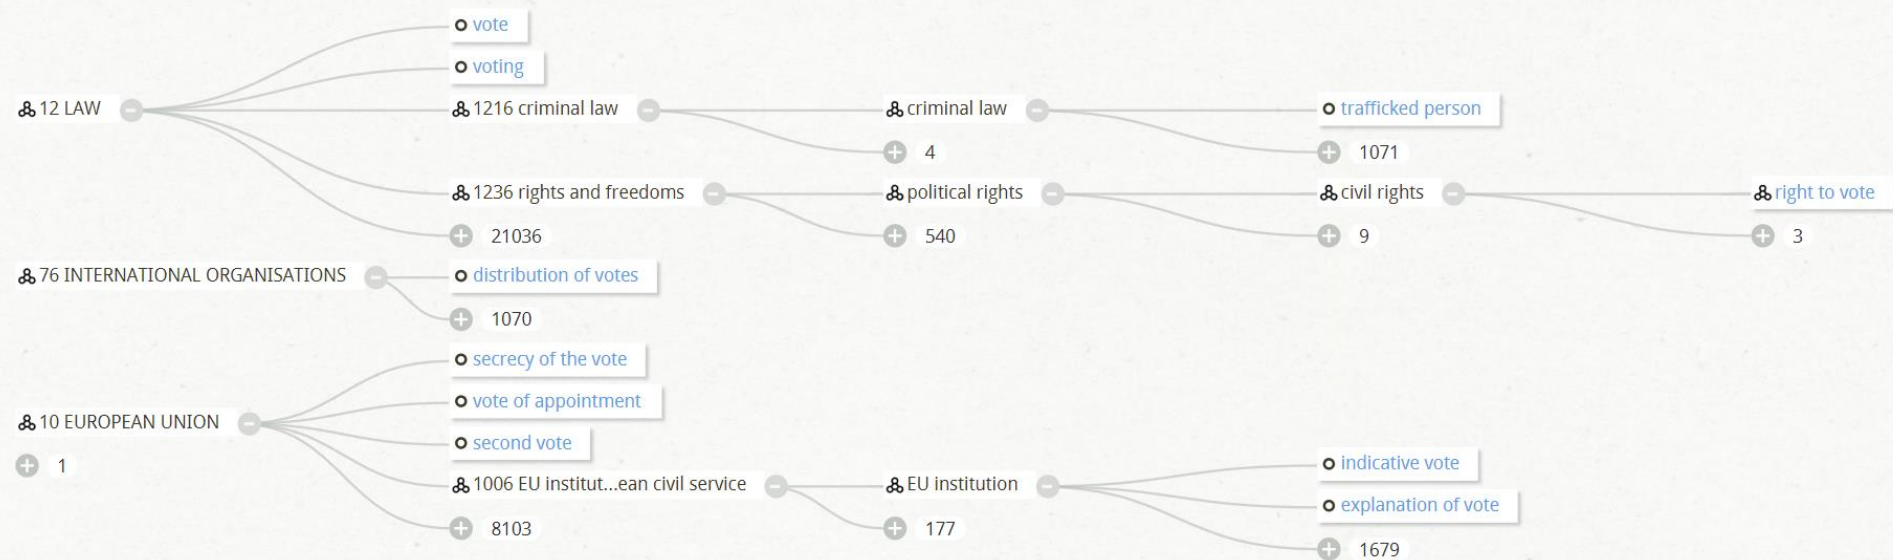 vote
voting
12 LAW
1216 criminal law
criminal law
trafficked person
4
1071
1236 rights and freedoms
political rights
civil rights
right to vote
21036
540
9
3
76 INTERNATIONAL ORGANISATIONS
distribution of votes
1070
secrecy of the vote
vote of appointment
10 EUROPEAN UNION
second vote
1
indicative vote
1006 EU institut...ean civil service
EU institution
explanation of vote
8103
177
1679